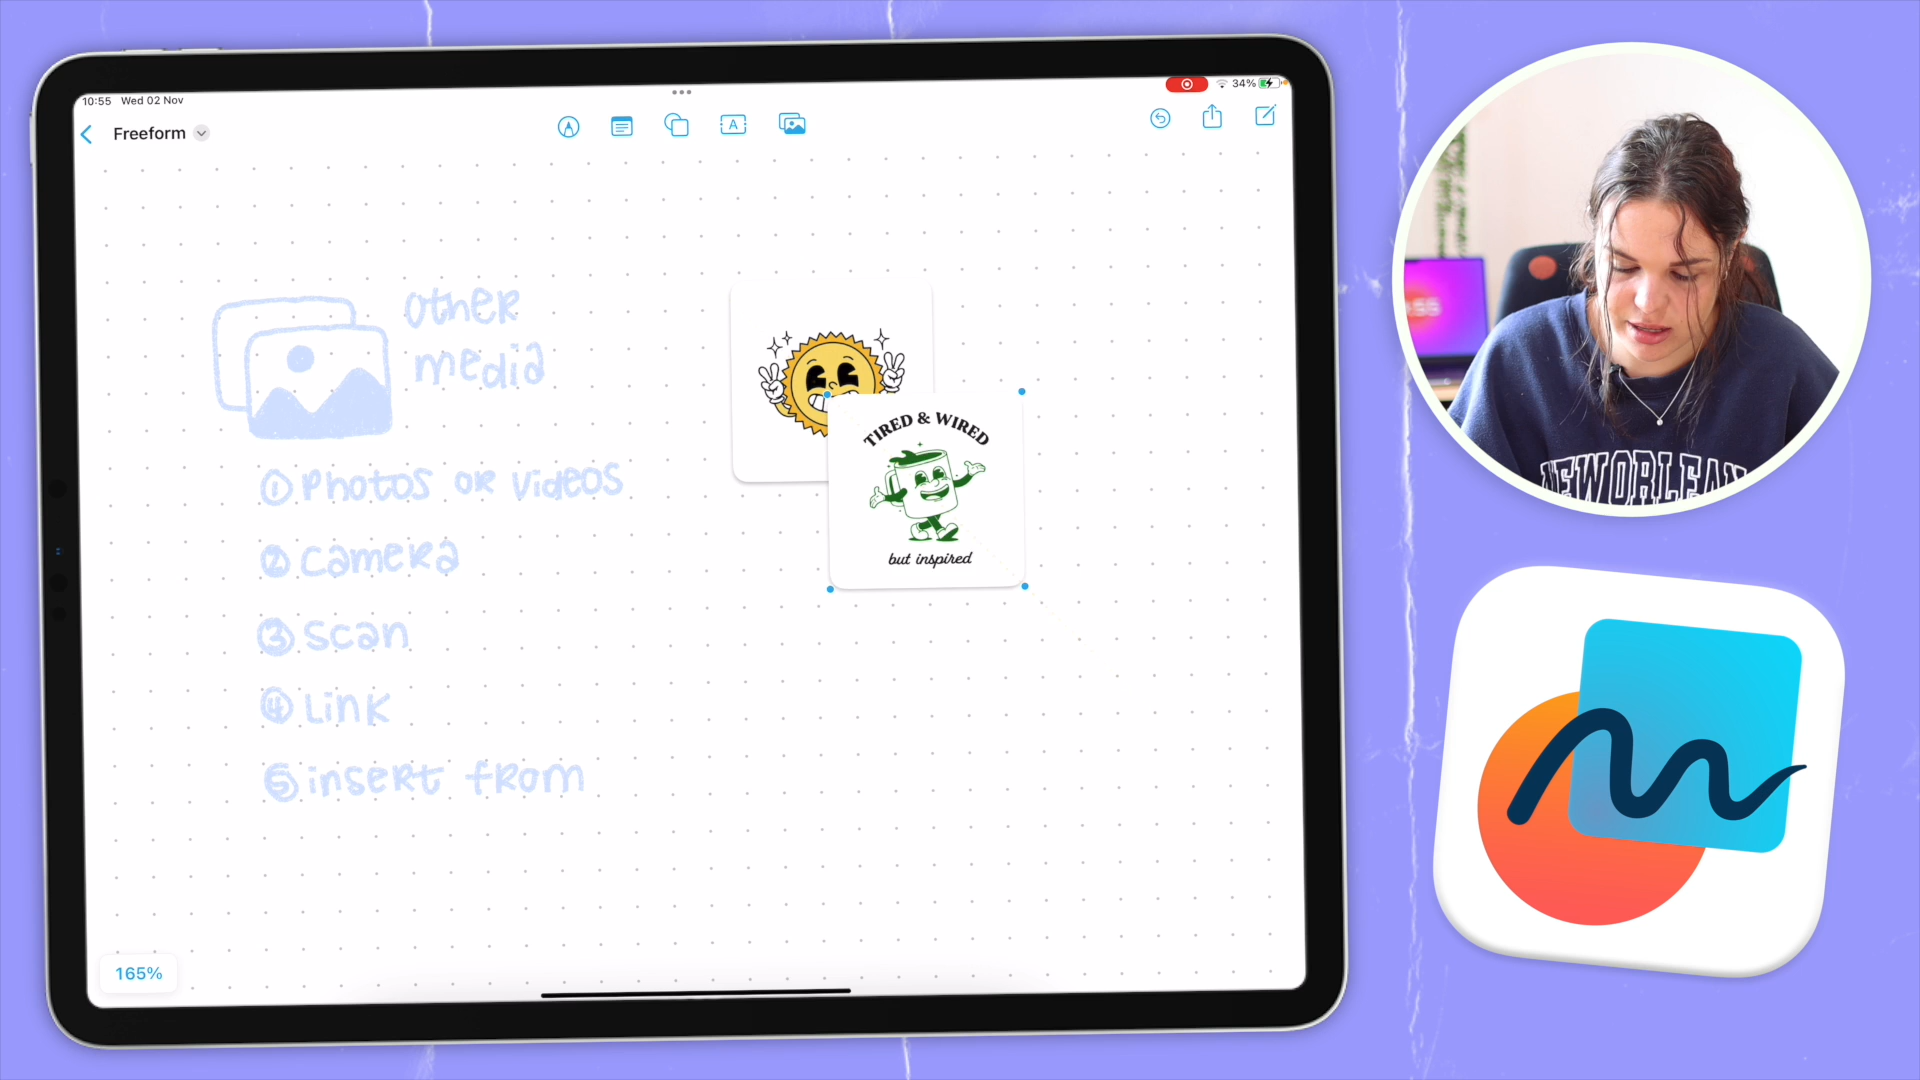 10:55 Wed 02 Nov
34%
Freeform
A
other
media
① Photos or videos
② camera
③ scan
④ Link
⑤ insert from
TIRED & WIRED
but inspired
165%
NEWORLEAN